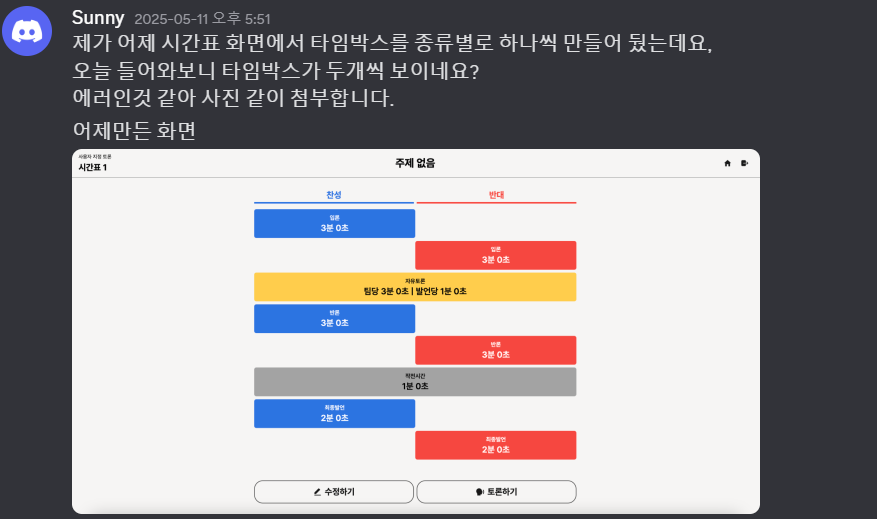 Sunny 2025-05-11 오후 5:51
제가 어제 시간표 화면에서 타임박스를 종류별로 하나씩 만들어 뒀는데요,
오늘 들어와보니 타임박스가 두개씩 보이네요?
에러인것 같아 사진 같이 첨부합니다.
어제만든 화면
사용자 지정 토론
시간표 1
주제 없음
찬성
반대
입론
3분 0초
입론
3분 0초
자유토론
팀당 3분 0초 | 발언당 1분 0초
반론
3분 0초
반론
3분 0초
작전시간
1분 0초
최종발언
2분 0초
최종발언
2분 0초
수정하기
토론하기